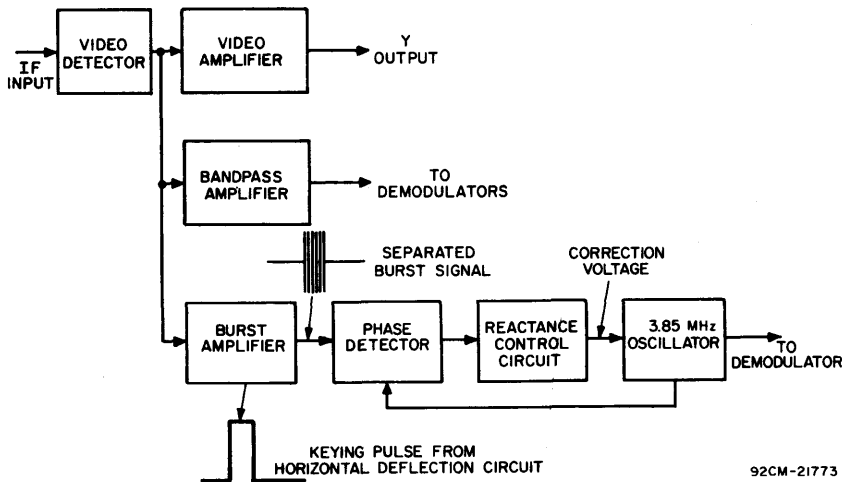 VIDEO
DETECTOR
IF
INPUT
VIDEO
AMPLIFIER
Y
OUTPUT
BANDPASS
AMPLIFIER
TO
DEMODULATORS
SEPARATED
BURST SIGNAL
CORRECTION
VOLTAGE
BURST
AMPLIFIER
PHASE
DETECTOR
REACTANCE
CONTROL
CIRCUIT
3.85 MHz
OSCILLATOR
TO
DEMODULATOR
KEYING PULSE FROM
HORIZONTAL DEFLECTION CIRCUIT
92CM-21773